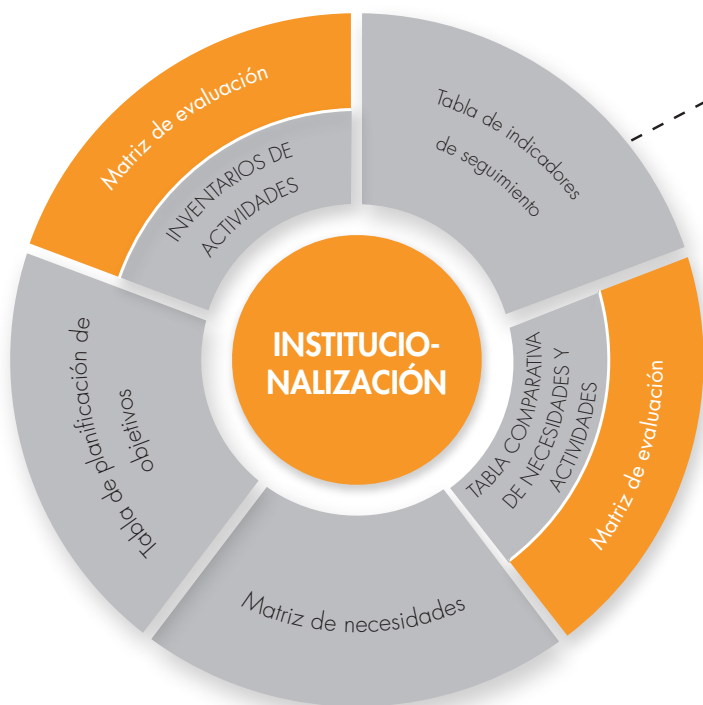 Matriz de evaluación
INVENTARIOS DE
ACTIVIDADES
Tabla de indicadores
de seguimiento
INSTITUCIO-
NALIZACIÓN
TABLA COMPARATIVA
DE NECESIDADES Y
ACTIVIDADES
Matriz de evaluación
Matriz de necesidades
Tabla de planificación de
objetivos